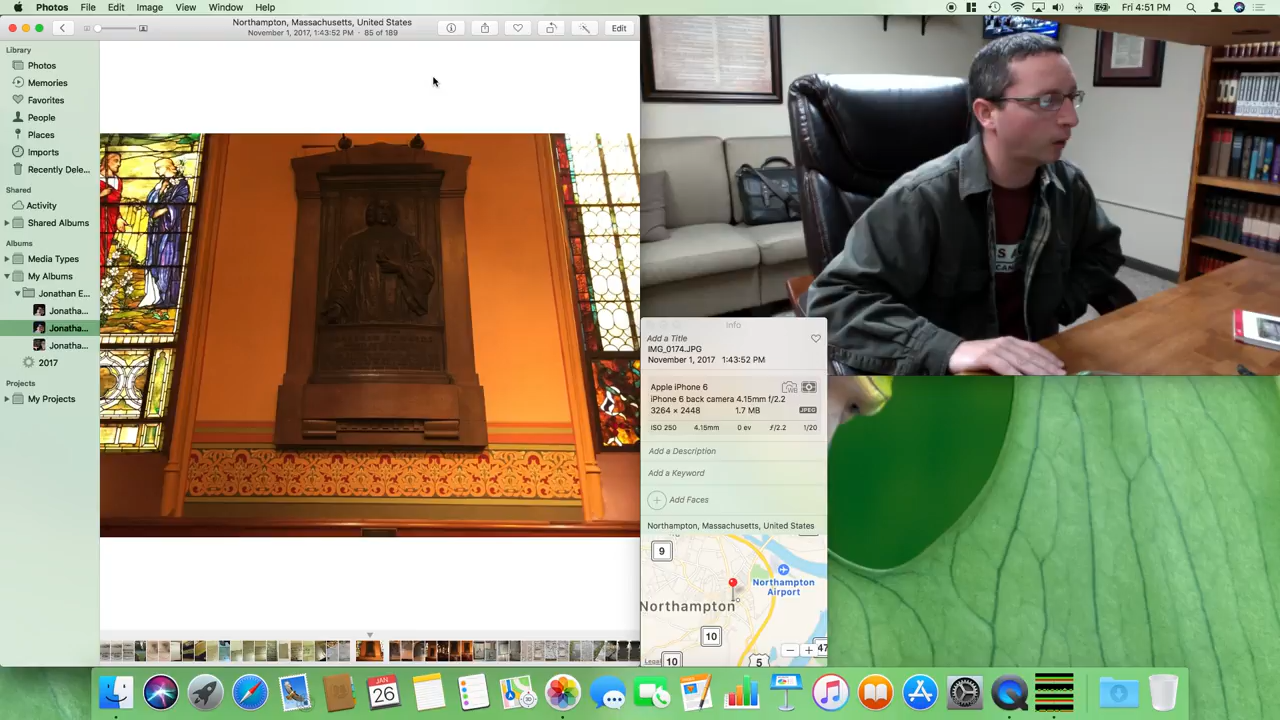 Photos File Edit Image View Window Help Fri 4:51 PM
Northampton, Massachusetts, United States
November 1, 2017, 1:43:52 PM - 85 of 189
Edit
Library
Photos
Memories
Favorites
People
Places
Imports
Recently Dele...
Shared
Activity
Shared Albums
Albums
Media Types
My Albums
Jonathan E...
Jonatha...
Jonatha...
Jonatha...
2017
Projects
My Projects
Info
Add a Title
IMG_0174.JPG
November 1, 2017 1:43:52 PM
Apple iPhone 6
iPhone 6 back camera 4.15mm f/2.2
3264 × 2448 1.7 MB JPEG
ISO 250 4.15mm 0 ev ƒ/2.2 1/20
Add a Description
Add a Keyword
Add Faces
Northampton, Massachusetts, United States
9
Northampton
Airport
Northampton
10
10
5
47
Legal
JAN
26